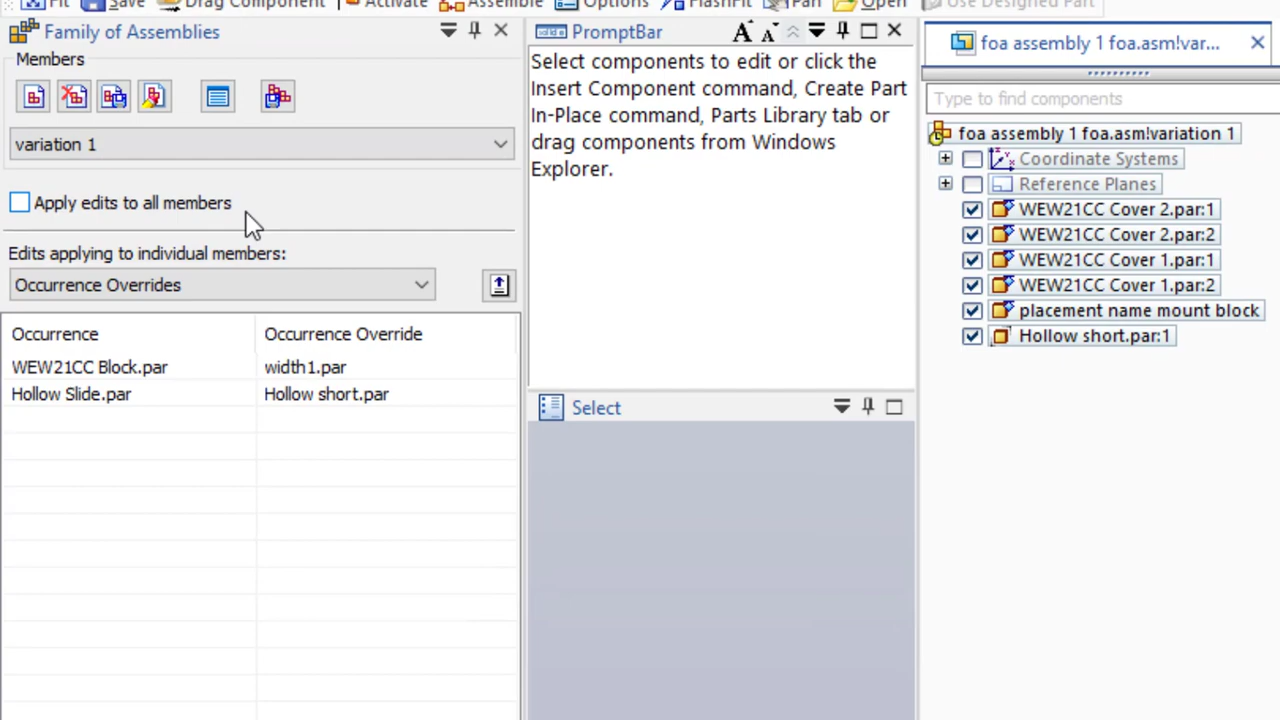 Fit Save Drag Component Activate Assemble Options FlashFit Pan Open Use Designed Part
Family of Assemblies
Members
variation 1
Apply edits to all members
Edits applying to individual members:
Occurrence Overrides
Occurrence Occurrence Override
WEW21CC Block.par width1.par
Hollow Slide.par Hollow short.par
PromptBar
Select components to edit or click the
Insert Component command, Create Part
In-Place command, Parts Library tab or
drag components from Windows
Explorer.
Select
foa assembly 1 foa.asm!var...
Type to find components
foa assembly 1 foa.asm!variation 1
Coordinate Systems
Reference Planes
WEW21CC Cover 2.par:1
WEW21CC Cover 2.par:2
WEW21CC Cover 1.par:1
WEW21CC Cover 1.par:2
placement name mount block
Hollow short.par:1